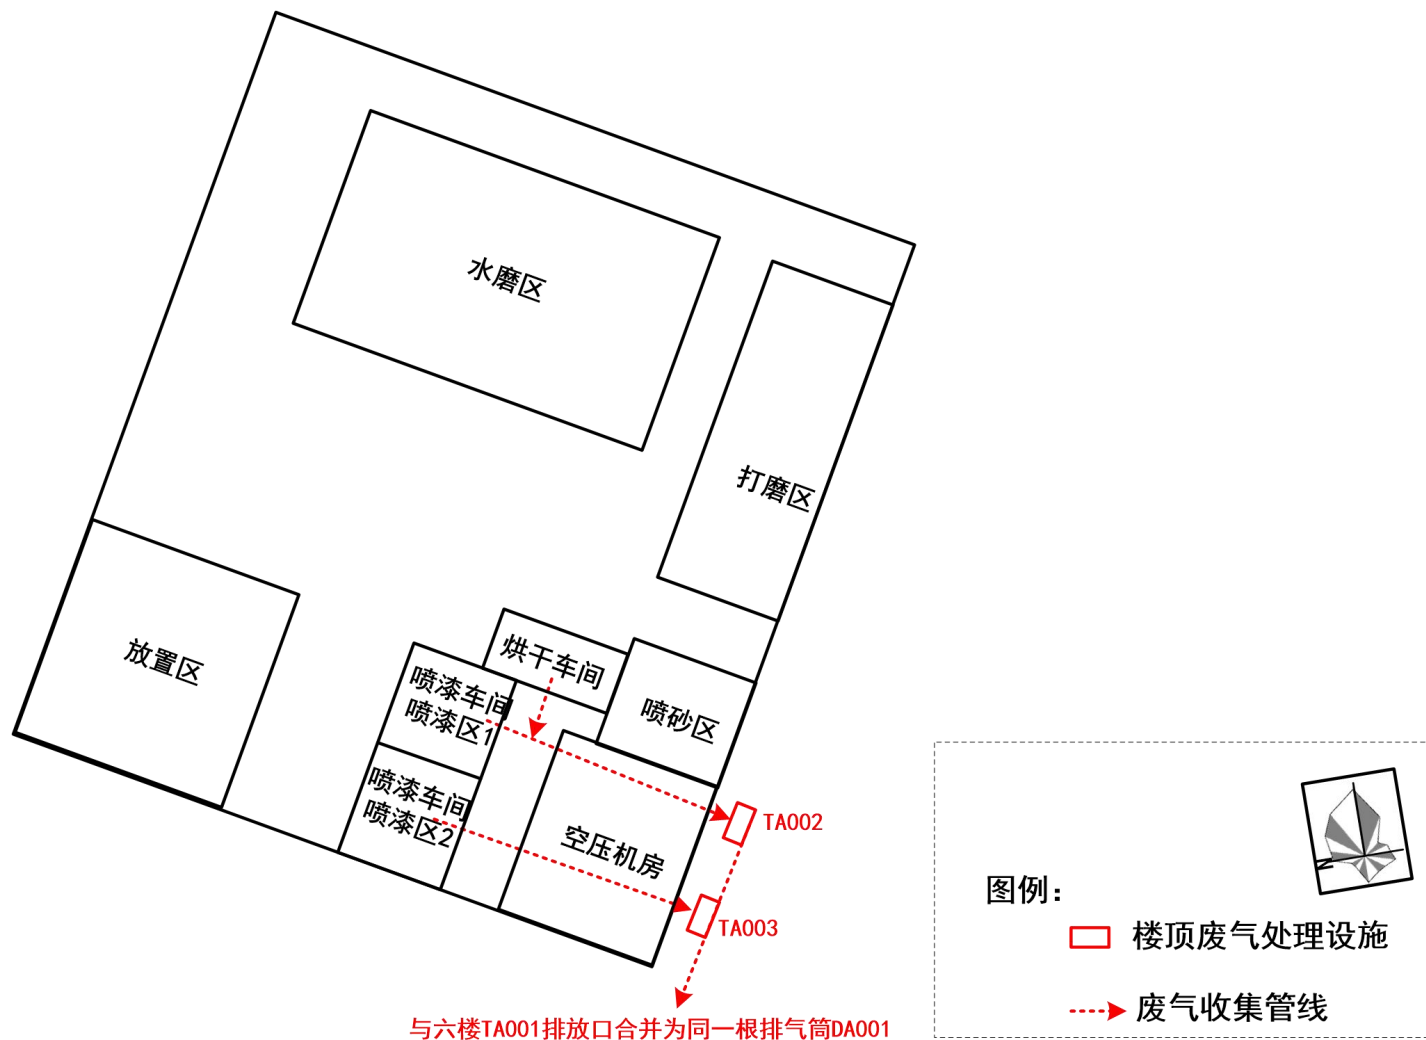 水磨区
打磨区
放置区
烘干车间
喷漆车间
喷漆区1
喷砂区
喷漆车间
喷漆区2
空压机房
TA002
TA003
与六楼TA001排放口合并为同一根排气筒DA001
图例：
N
楼顶废气处理设施
废气收集管线